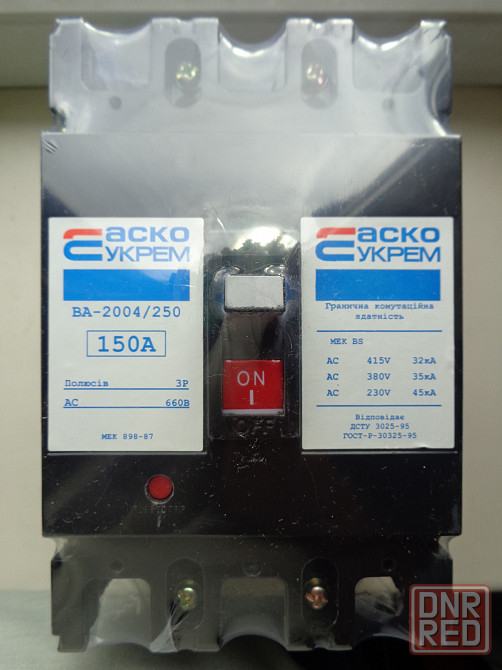 аско
УКРЕМ
ВА-2004/250
150А
Полюсів 3Р
АС 660В
МЕК 898-87
ON
I
OFF
аско
УКРЕМ
Гранична комутаційна
здатність
МЕК BS
АС 415V 32кА
АС 380V 35кА
АС 230V 45кА
Відповідає
ДСТУ 3025-95
ГОСТ-Р-30325-95
DNR
RED